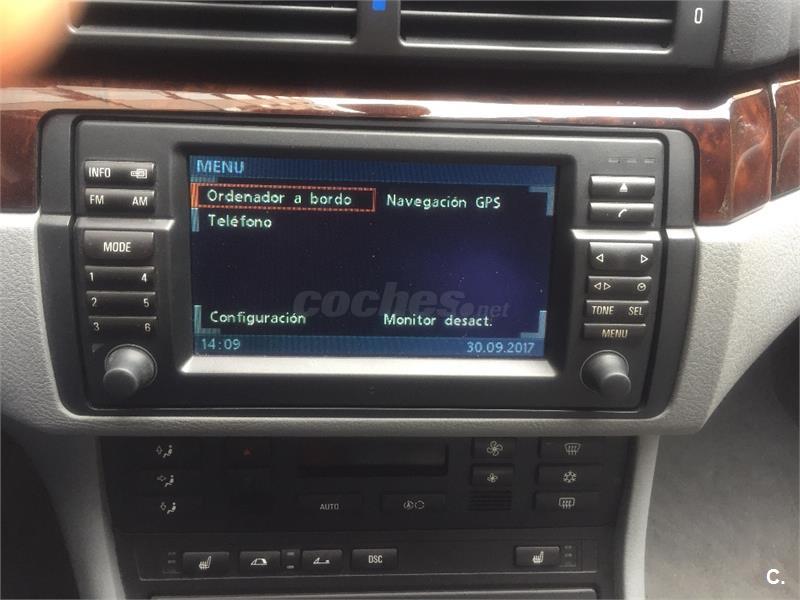 0
INFO
FM AM
MODE
1 4
2 5
3 6
MENU
Ordenador a bordo Navegación GPS
Teléfono
Configuración Monitor desact.
14:09 30.09.2017
TONE SEL
MENU
coches.net
AUTO
DSC
C.